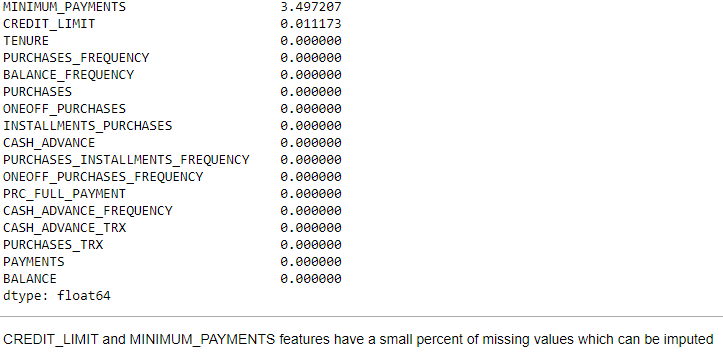 MINIMUM_PAYMENTS 3.497207
CREDIT_LIMIT 0.011173
TENURE 0.000000
PURCHASES_FREQUENCY 0.000000
BALANCE_FREQUENCY 0.000000
PURCHASES 0.000000
ONEOFF_PURCHASES 0.000000
INSTALLMENTS_PURCHASES 0.000000
CASH_ADVANCE 0.000000
PURCHASES_INSTALLMENTS_FREQUENCY 0.000000
ONEOFF_PURCHASES_FREQUENCY 0.000000
PRC_FULL_PAYMENT 0.000000
CASH_ADVANCE_FREQUENCY 0.000000
CASH_ADVANCE_TRX 0.000000
PURCHASES_TRX 0.000000
PAYMENTS 0.000000
BALANCE 0.000000
dtype: float64
CREDIT_LIMIT and MINIMUM_PAYMENTS features have a small percent of missing values which can be imputed